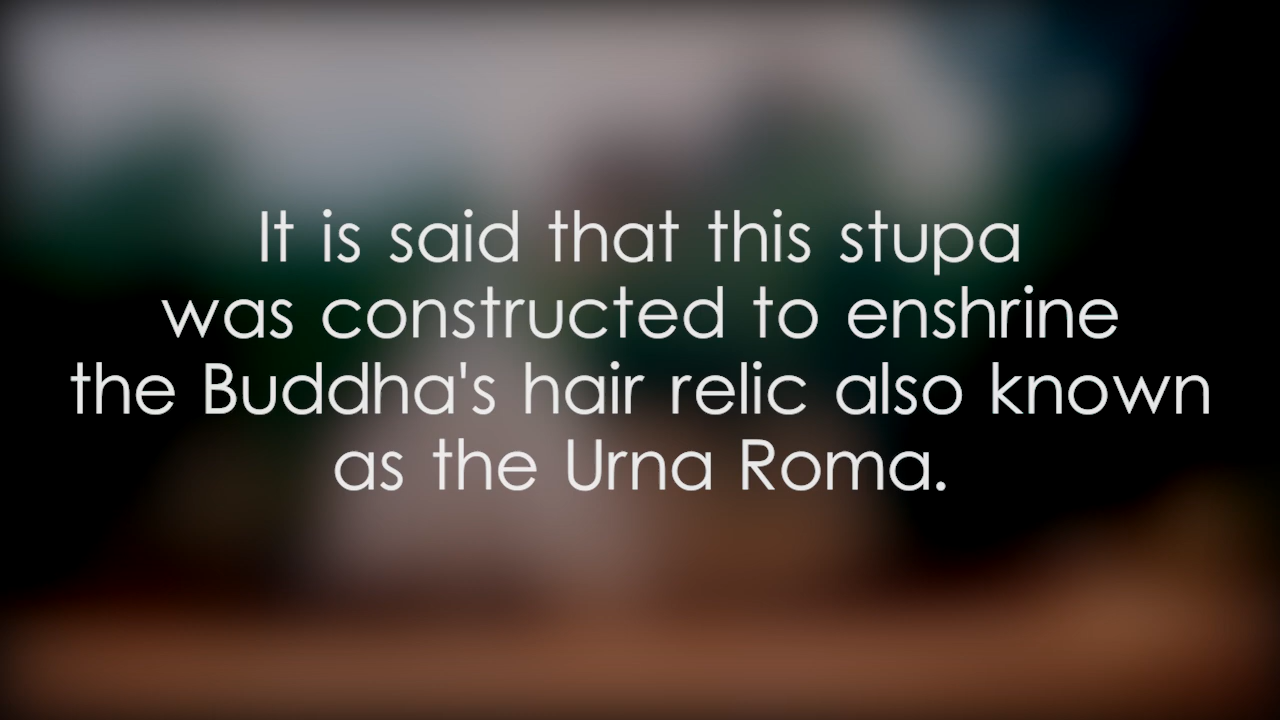 It is said that this stupa
was constructed to enshrine
the Buddha's hair relic also known
as the Urna Roma.